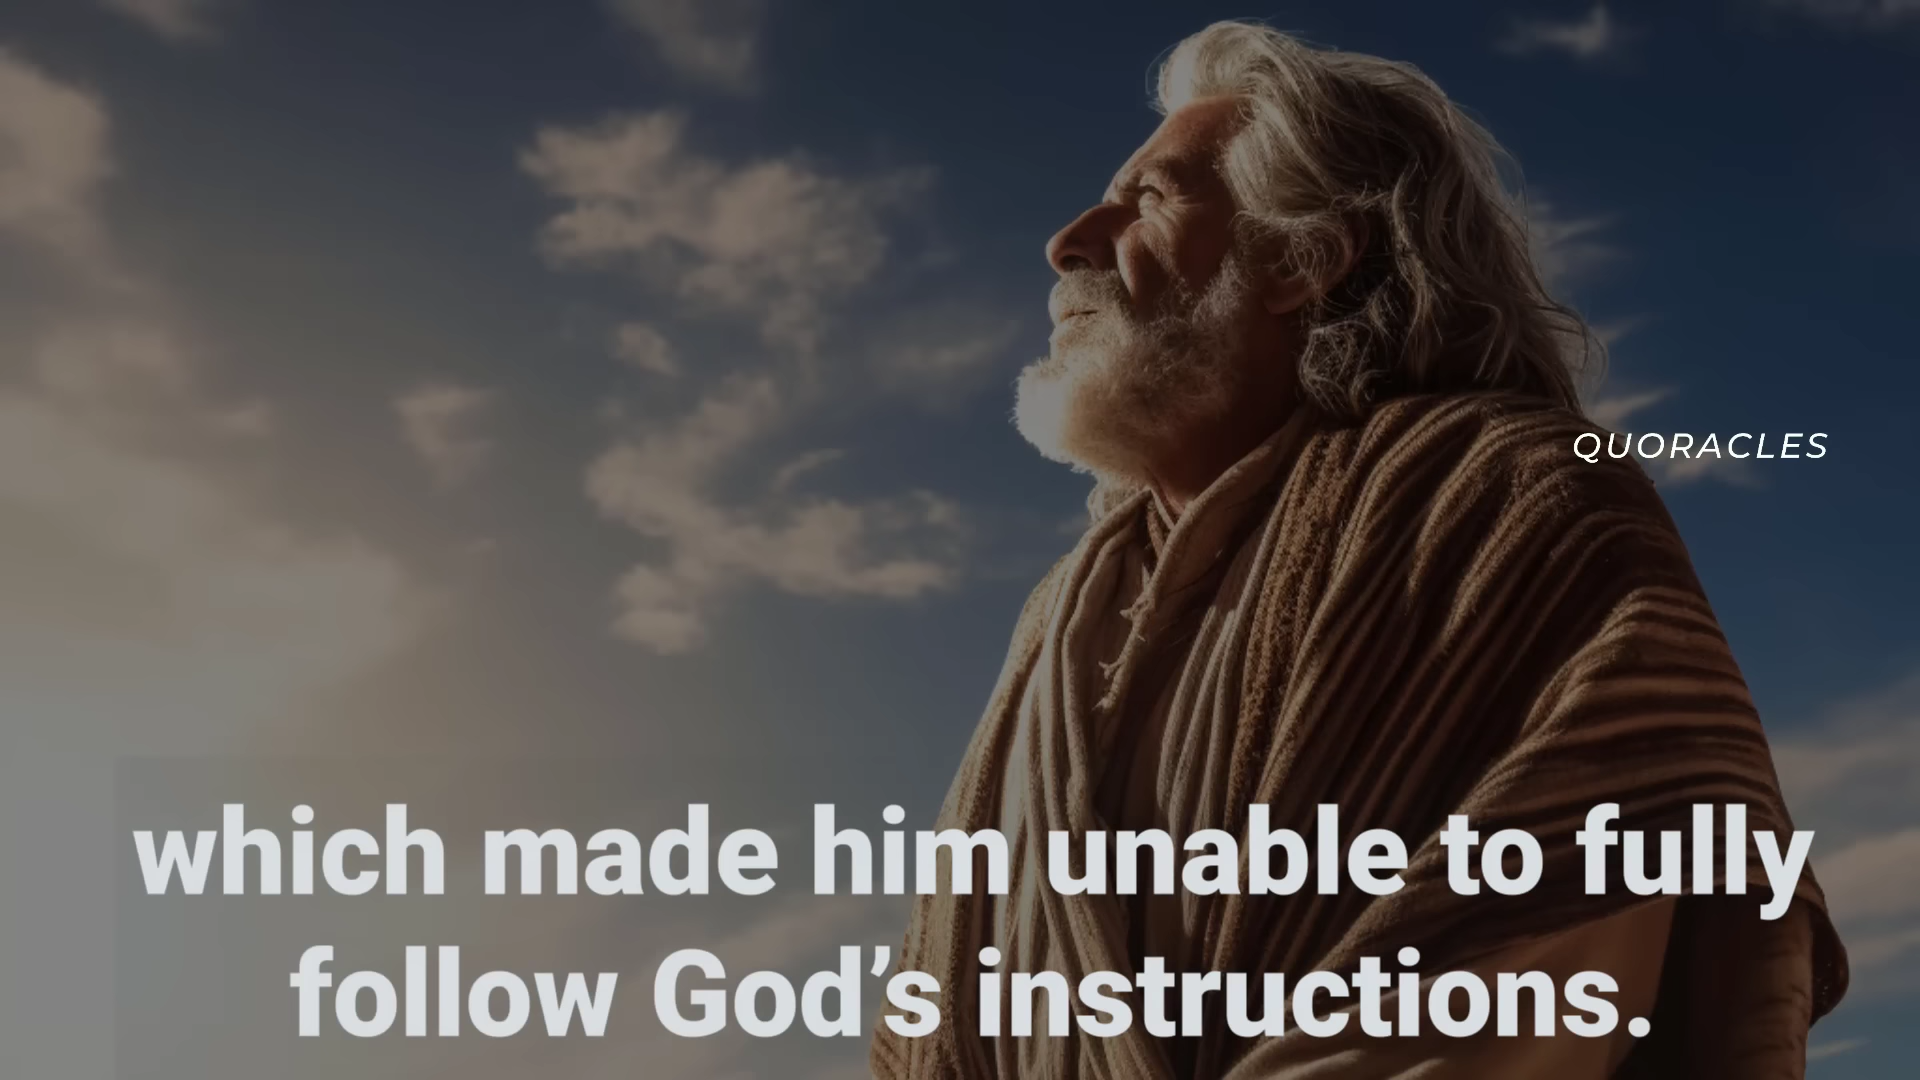 QUORACLES
which made him unable to fully
follow God’s instructions.